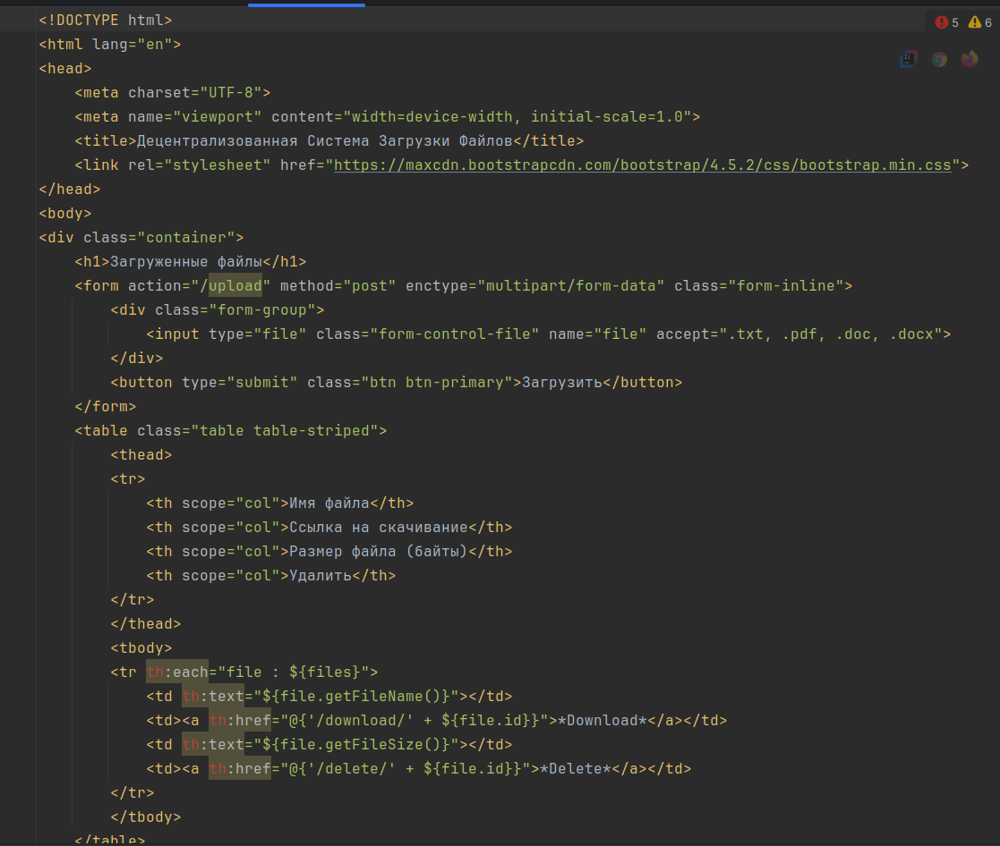 <!DOCTYPE html>
5 6
<html lang="en">
<head>
    <meta charset="UTF-8">
    <meta name="viewport" content="width=device-width, initial-scale=1.0">
    <title>Децентрализованная Система Загрузки Файлов</title>
    <link rel="stylesheet" href="https://maxcdn.bootstrapcdn.com/bootstrap/4.5.2/css/bootstrap.min.css">
</head>
<body>
<div class="container">
    <h1>Загруженные файлы</h1>
    <form action="/upload" method="post" enctype="multipart/form-data" class="form-inline">
        <div class="form-group">
            <input type="file" class="form-control-file" name="file" accept=".txt, .pdf, .doc, .docx">
        </div>
        <button type="submit" class="btn btn-primary">Загрузить</button>
    </form>
    <table class="table table-striped">
        <thead>
        <tr>
            <th scope="col">Имя файла</th>
            <th scope="col">Ссылка на скачивание</th>
            <th scope="col">Размер файла (байты)</th>
            <th scope="col">Удалить</th>
        </tr>
        </thead>
        <tbody>
        <tr th:each="file : ${files}">
            <td th:text="${file.getFileName()}"></td>
            <td><a th:href="@{'/download/' + ${file.id}}">*Download*</a></td>
            <td th:text="${file.getFileSize()}"></td>
            <td><a th:href="@{'/delete/' + ${file.id}}">*Delete*</a></td>
        </tr>
        </tbody>
    </table>